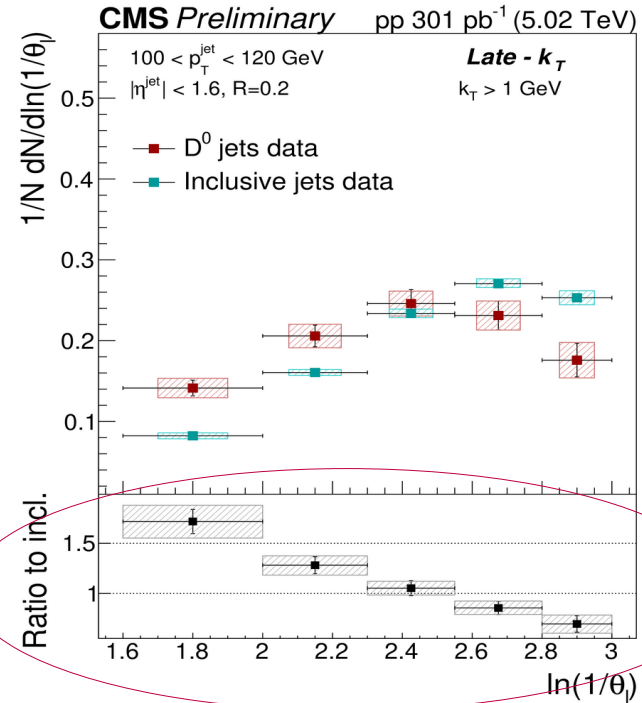 CMS Preliminary pp 301 pb⁻¹ (5.02 TeV)
100 < p_T^jet < 120 GeV
|η^jet| < 1.6, R=0.2
Late - k_T
k_T > 1 GeV
D⁰ jets data
Inclusive jets data
1/N dN/dln(1/θ_l)
0.5
0.4
0.3
0.2
0.1
Ratio to incl.
1.5
1
1.6 1.8 2 2.2 2.4 2.6 2.8 3
ln(1/θ_l)